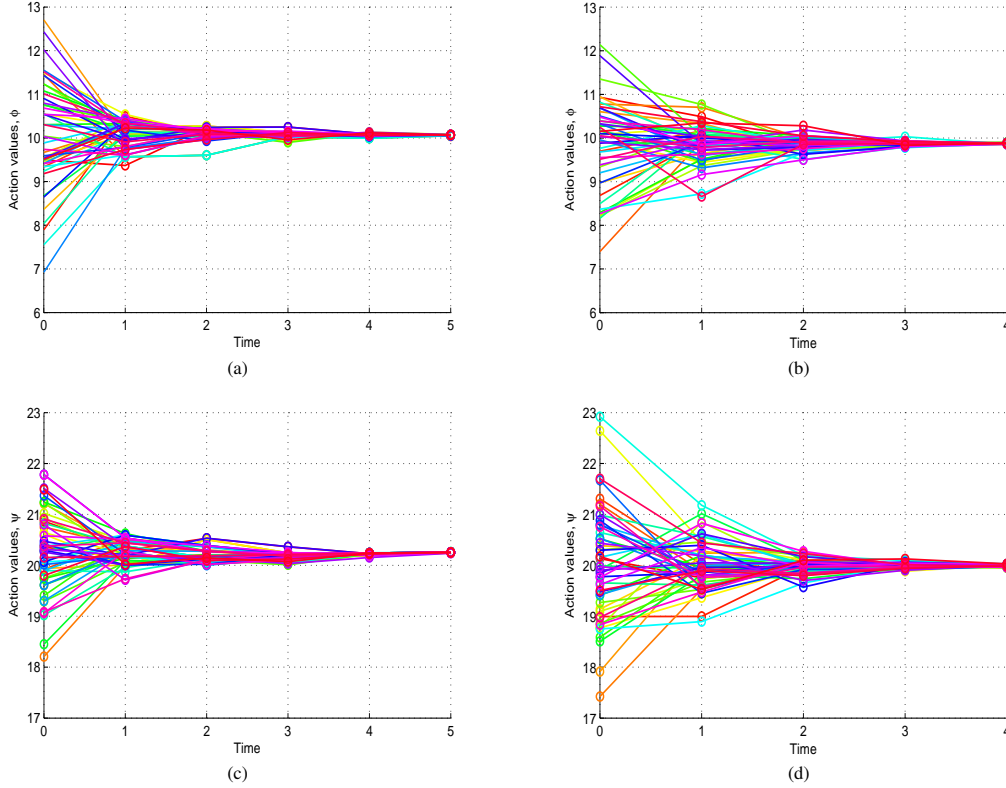 13
12
11
10
9
8
7
6
Action values, ϕ
0 1 2 3 4 5
Time
(a)
13
12
11
10
9
8
7
6
Action values, ϕ
0 1 2 3 4
Time
(b)
23
22
21
20
19
18
17
Action values, ψ
0 1 2 3 4 5
Time
(c)
23
22
21
20
19
18
17
Action values, ψ
0 1 2 3 4
Time
(d)